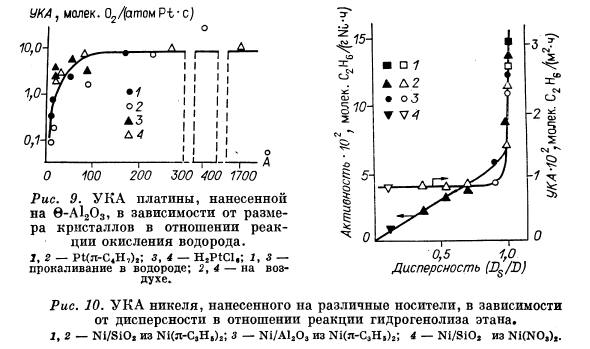 УКА, молек. O₂/(атом Pt·с)
10,0
1,0
0,1
0
100
200
300
400
1700
A
1
2
3
4
Рис. 9. УКА платины, нанесенной
на Θ-Al₂O₃, в зависимости от разме-
ра кристаллов в отношении реак-
ции окисления водорода.
1, 2 — Pt(π-C₄H₇)₂; 3, 4 — H₂PtCl₆; 1, 3 —
прокаливание в водороде; 2, 4 — на воз-
духе.
Активность·10², молек. C₂H₆/(г Ni·ч)
15
10
5
0
1
2
3
4
3
2
1
0
УКА·10², молек. C₂H₆/(м²·ч)
0,5
1,0
Дисперсность (D_S/D)
Рис. 10. УКА никеля, нанесенного на различные носители, в зависимости
от дисперсности в отношении реакции гидрогенолиза этана.
1, 2 — Ni/SiO₂ из Ni(π-C₃H₅)₂; 3 — Ni/Al₂O₃ из Ni(π-C₃H₅)₂; 4 — Ni/SiO₂ из Ni(NO₃)₂.